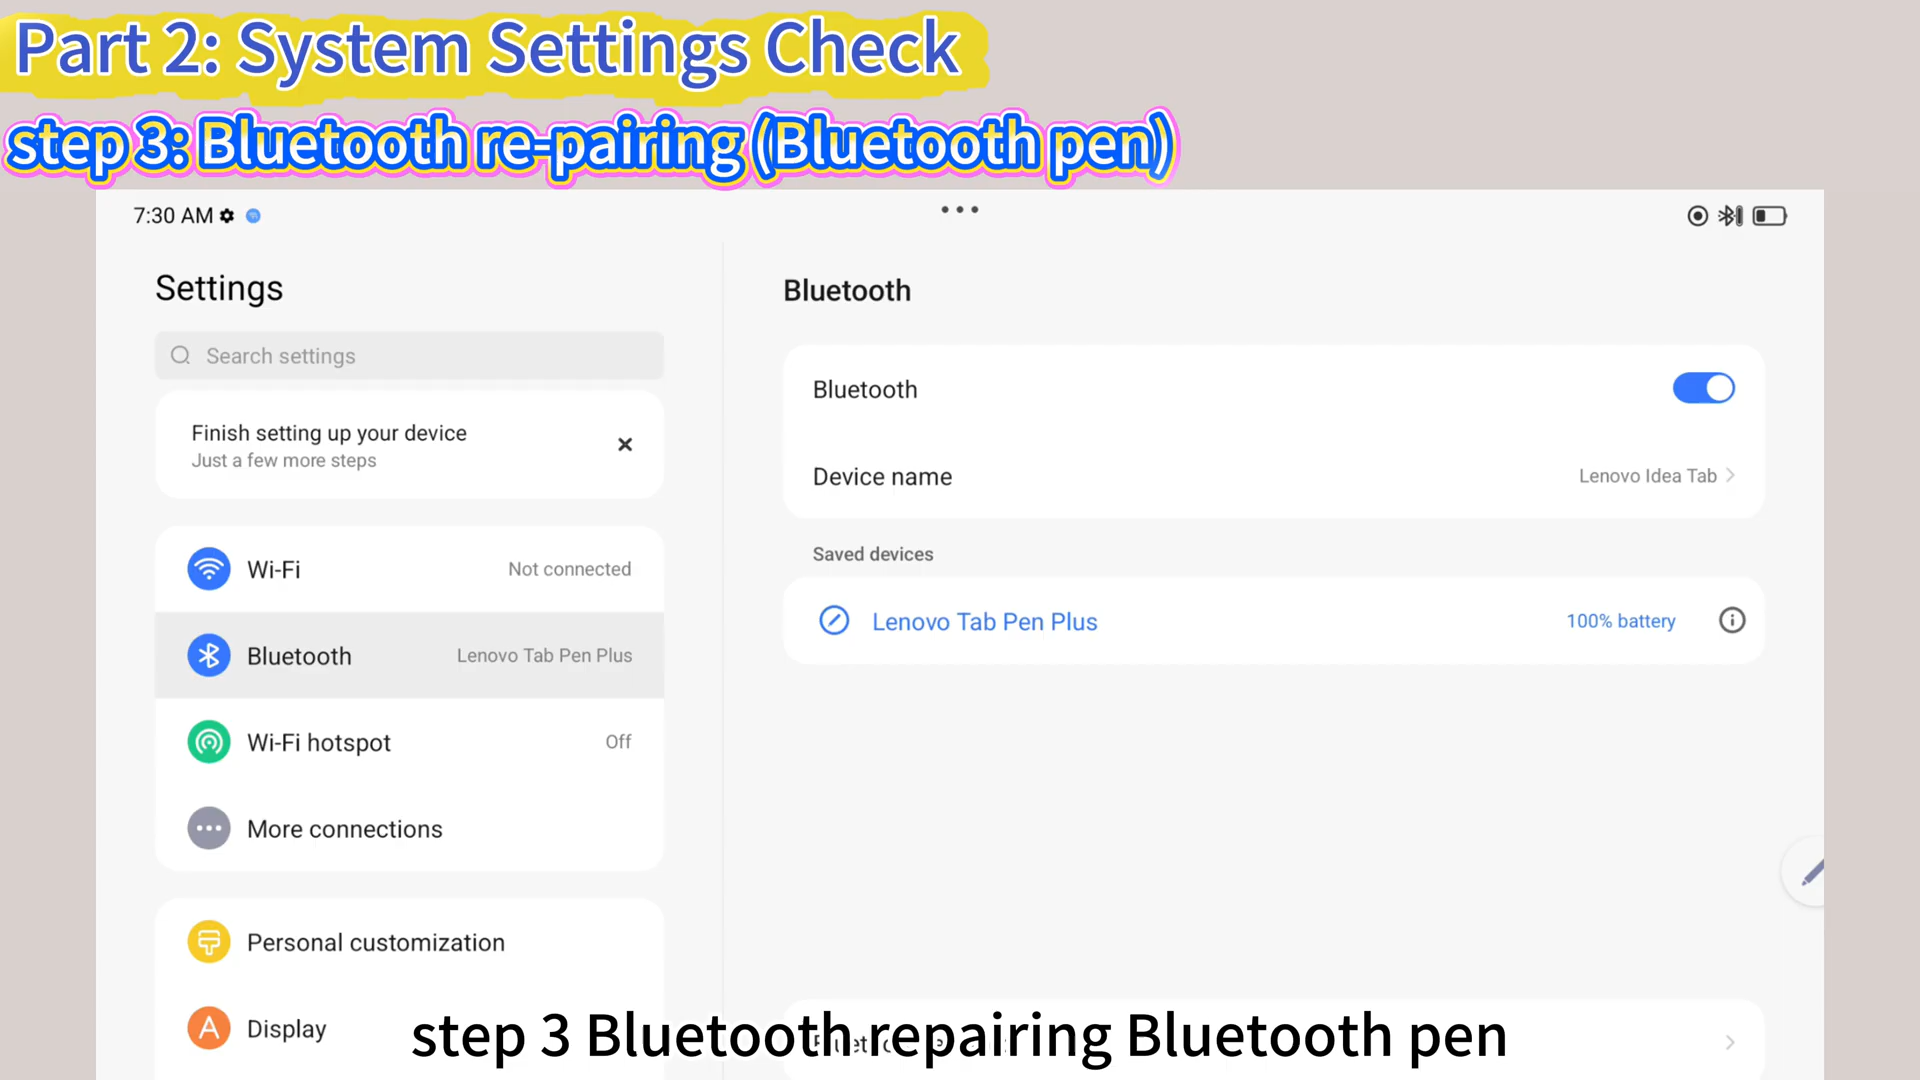 Part 2: System Settings Check
step 3: Bluetooth re-pairing (Bluetooth pen)
7:30 AM
Settings
Search settings
Finish setting up your device
Just a few more steps
Wi-Fi Not connected
Bluetooth Lenovo Tab Pen Plus
Wi-Fi hotspot Off
More connections
Personal customization
Display
Bluetooth
Bluetooth
Device name Lenovo Idea Tab
Saved devices
Lenovo Tab Pen Plus 100% battery
step 3 Bluetooth repairing Bluetooth pen